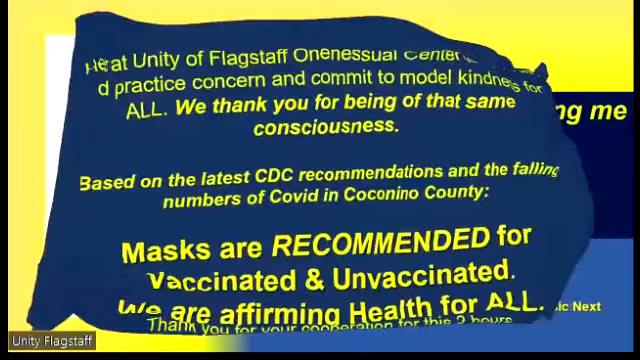 at Unity of Flagstaff Center
d practice concern and commit to model kindness for
ALL. We thank you for being of that same
consciousness.
ng me
Based on the latest CDC recommendations and the falling
numbers of Covid in Coconino County:
Masks are RECOMMENDED for
Vaccinated & Unvaccinated.
We are affirming Health for ALL.
ic Next
Thank you for your cooperation for this 2 hours
Unity Flagstaff